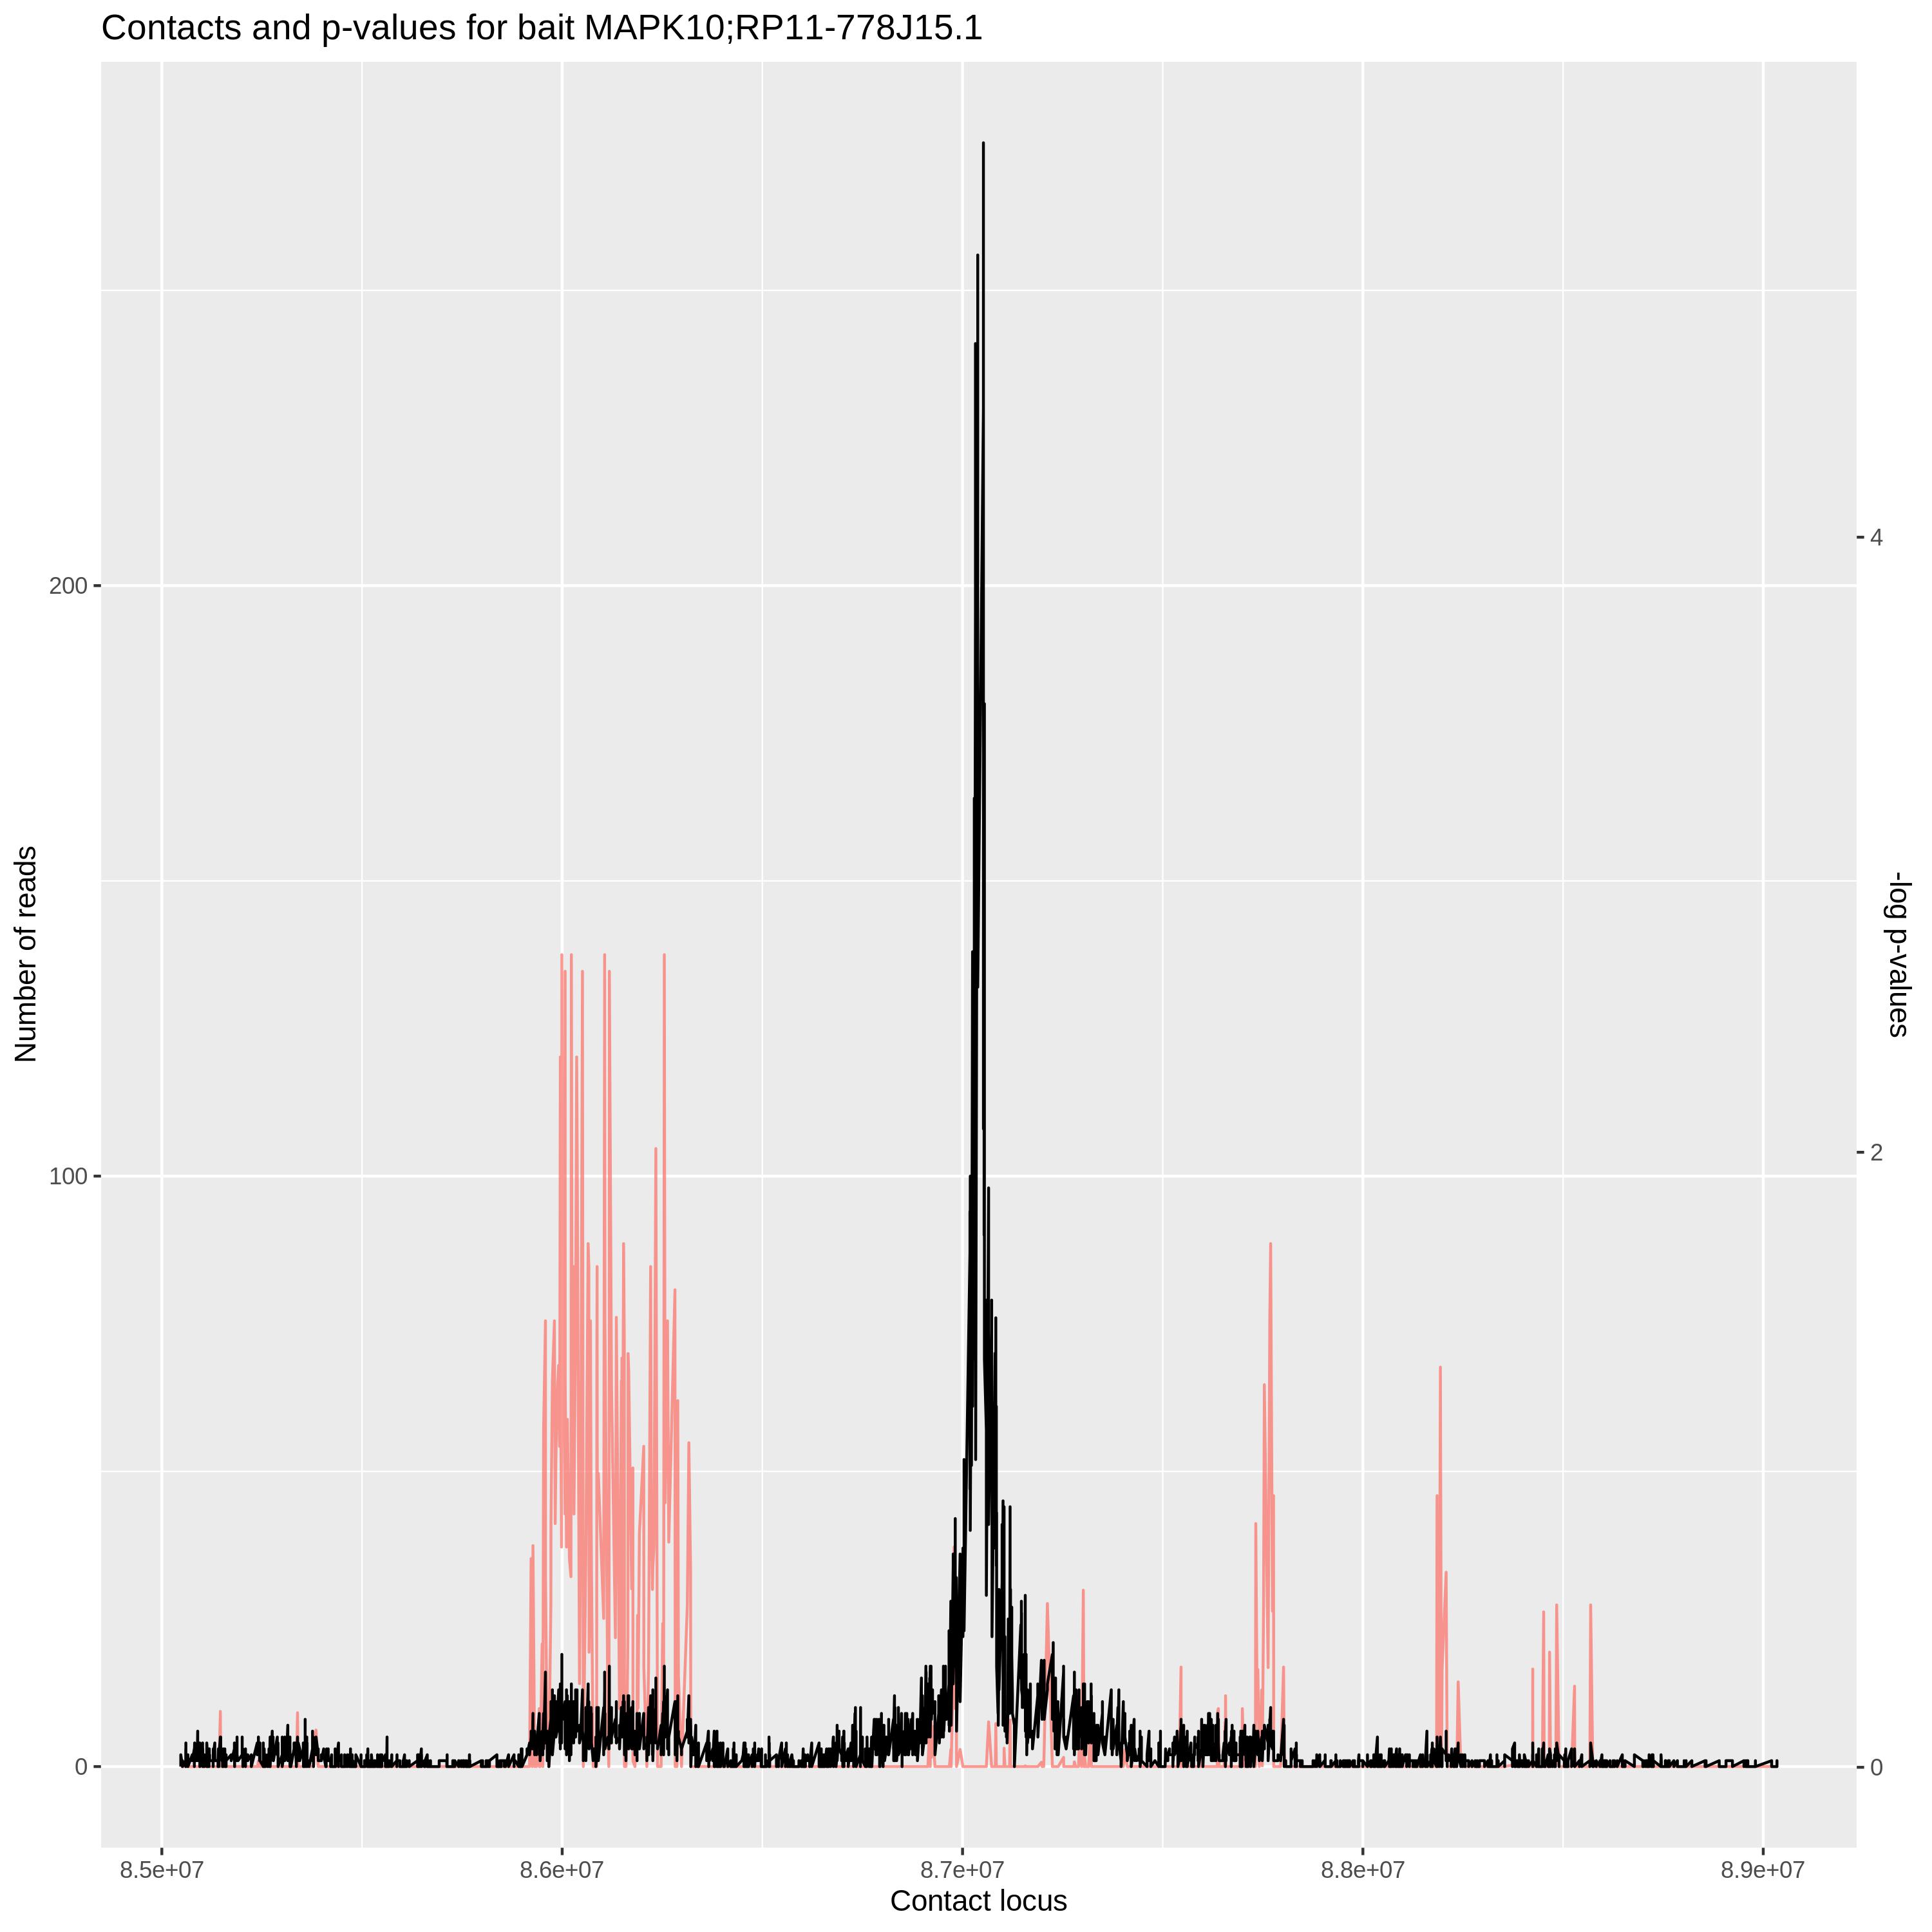 Contacts and p-values for bait MAPK10;RP11-778J15.1
Number of reads
200
100
0
4
2
0
-log p-values
8.5e+07 8.6e+07 8.7e+07 8.8e+07 8.9e+07
Contact locus